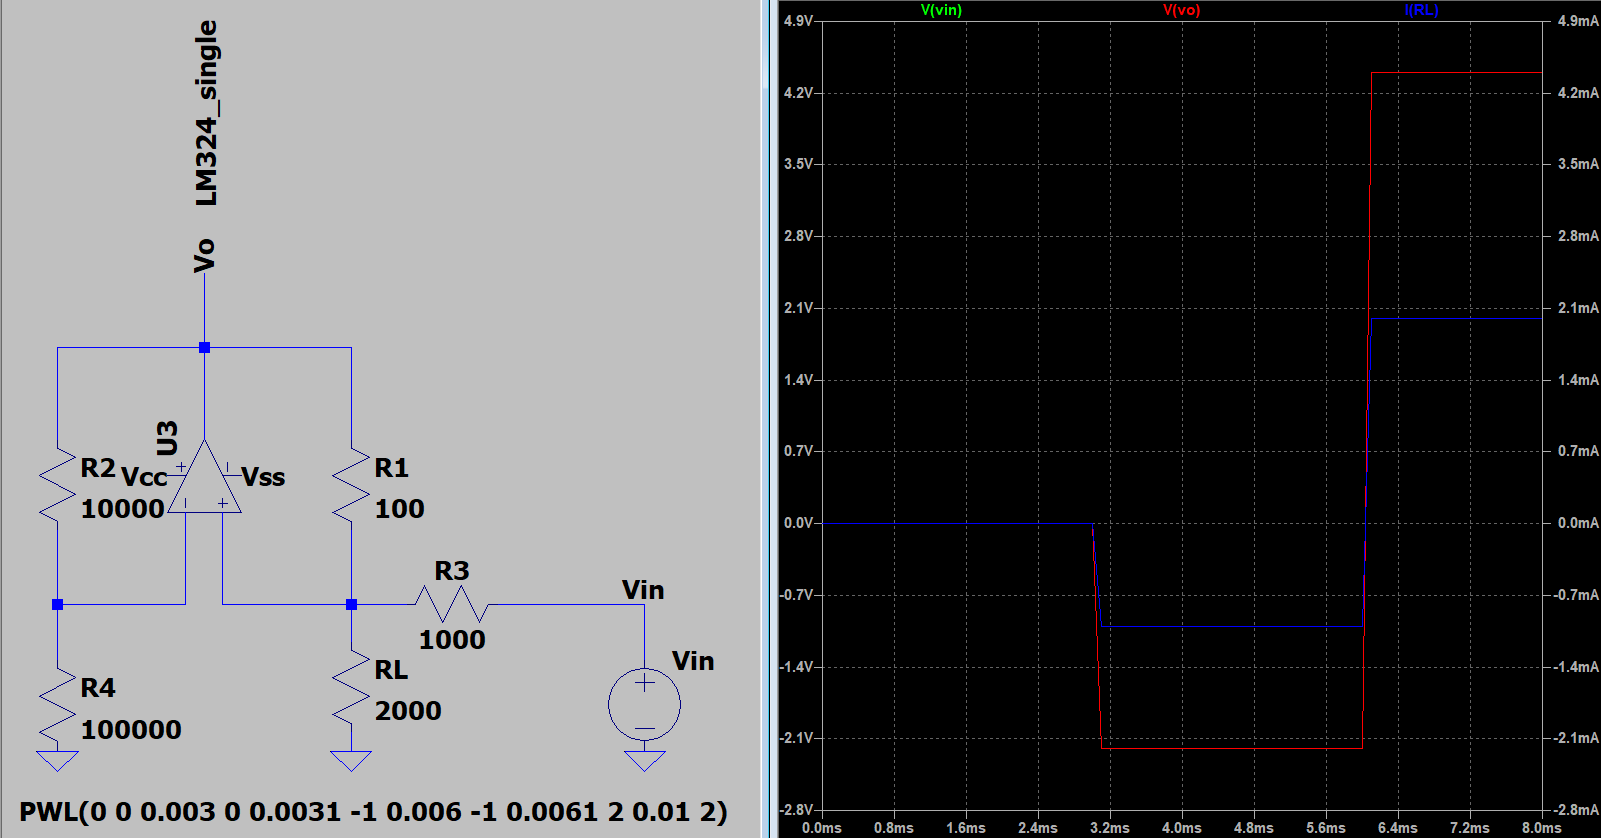 LM324_single
Vo
U3
R2
Vcc
Vss
R1
10000
100
R3
Vin
1000
Vin
R4
RL
100000
2000
PWL(0 0 0.003 0 0.0031 -1 0.006 -1 0.0061 2 0.01 2)
V(vin) V(vo) I(RL)
4.9V 4.9mA
4.2V 4.2mA
3.5V 3.5mA
2.8V 2.8mA
2.1V 2.1mA
1.4V 1.4mA
0.7V 0.7mA
0.0V 0.0mA
-0.7V -0.7mA
-1.4V -1.4mA
-2.1V -2.1mA
-2.8V -2.8mA
0.0ms 0.8ms 1.6ms 2.4ms 3.2ms 4.0ms 4.8ms 5.6ms 6.4ms 7.2ms 8.0ms